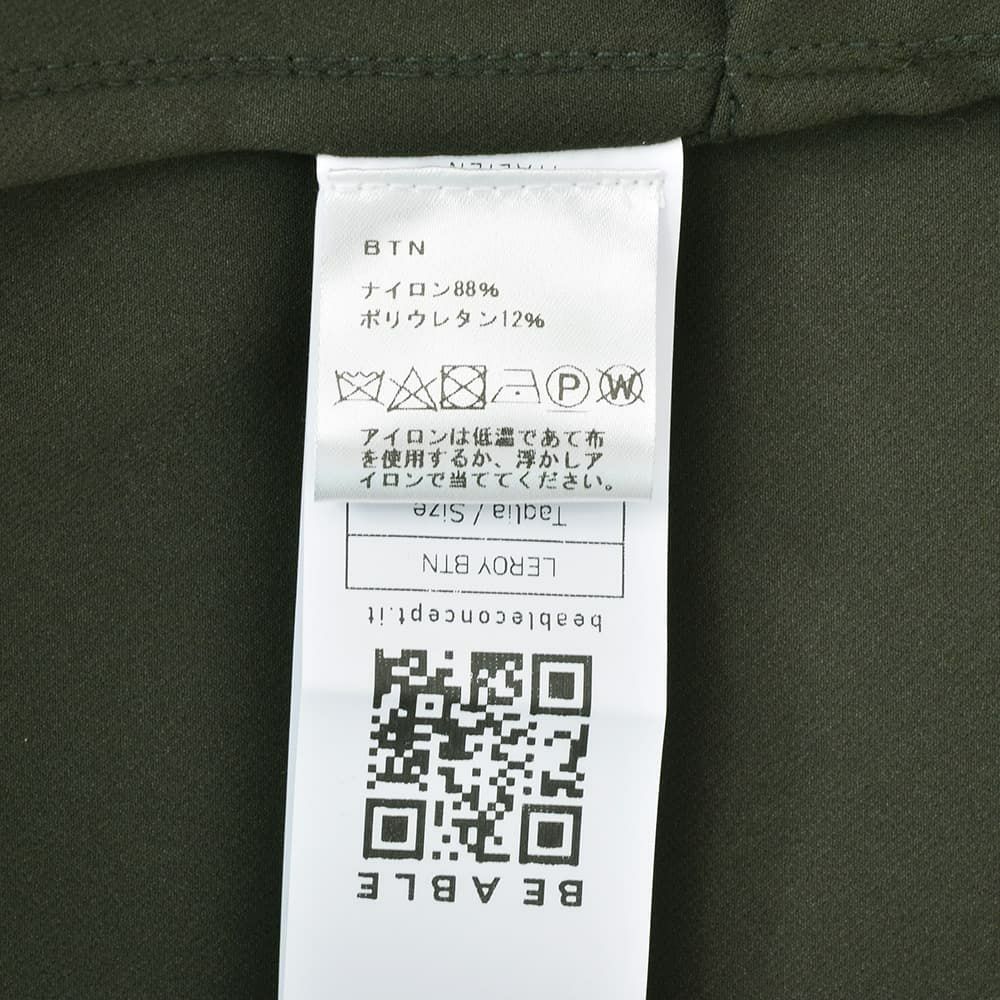 BTN
ナイロン88%
ポリウレタン12%
P W
アイロンは低温であて布
を使用するか、浮かしア
イロンで当ててください。
Taglia / Size
LEROY BTN
beableconcept.it
BE ABLE